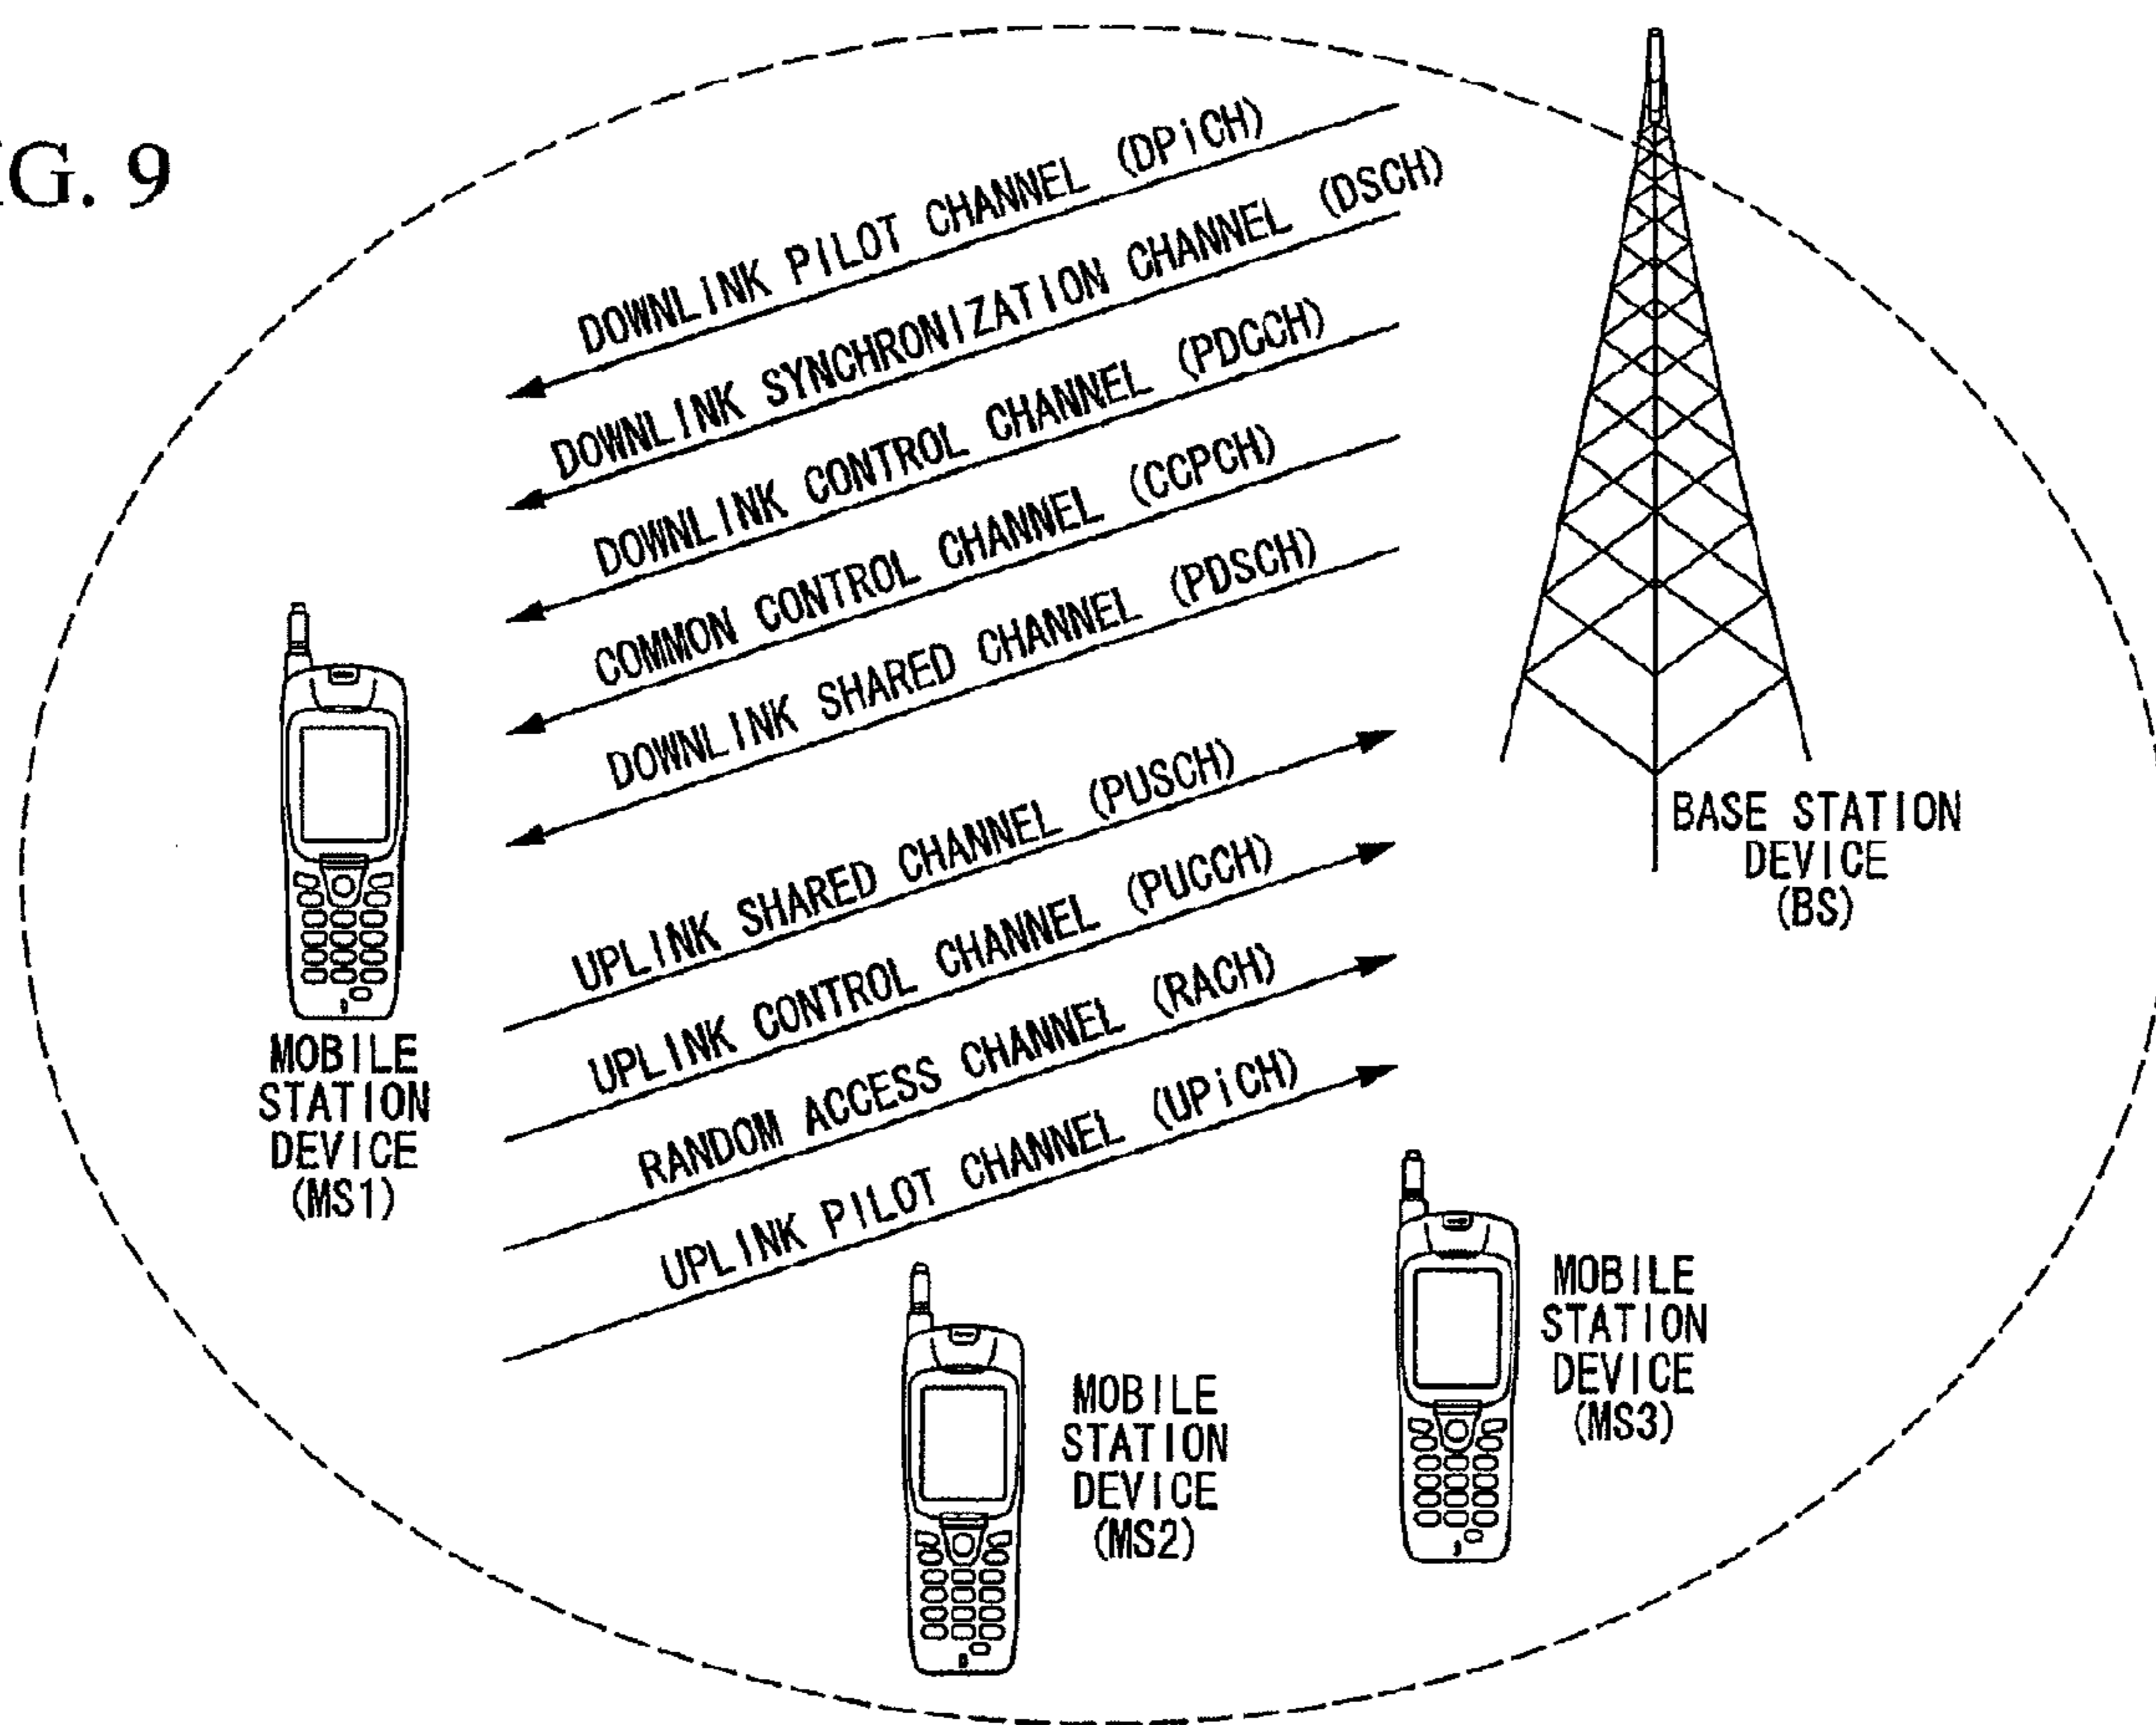 G. 9
DOWNLINK PILOT CHANNEL (DPiCH)
DOWNLINK SYNCHRONIZATION CHANNEL (DSCH)
DOWNLINK CONTROL CHANNEL (PDCCH)
COMMON CONTROL CHANNEL (CCPCH)
DOWNLINK SHARED CHANNEL (PDSCH)
UPLINK SHARED CHANNEL (PUSCH)
UPLINK CONTROL CHANNEL (PUCCH)
RANDOM ACCESS CHANNEL (RACH)
UPLINK PILOT CHANNEL (UPiCH)
BASE STATION
DEVICE
(BS)
MOBILE
STATION
DEVICE
(MS1)
MOBILE
STATION
DEVICE
(MS2)
MOBILE
STATION
DEVICE
(MS3)